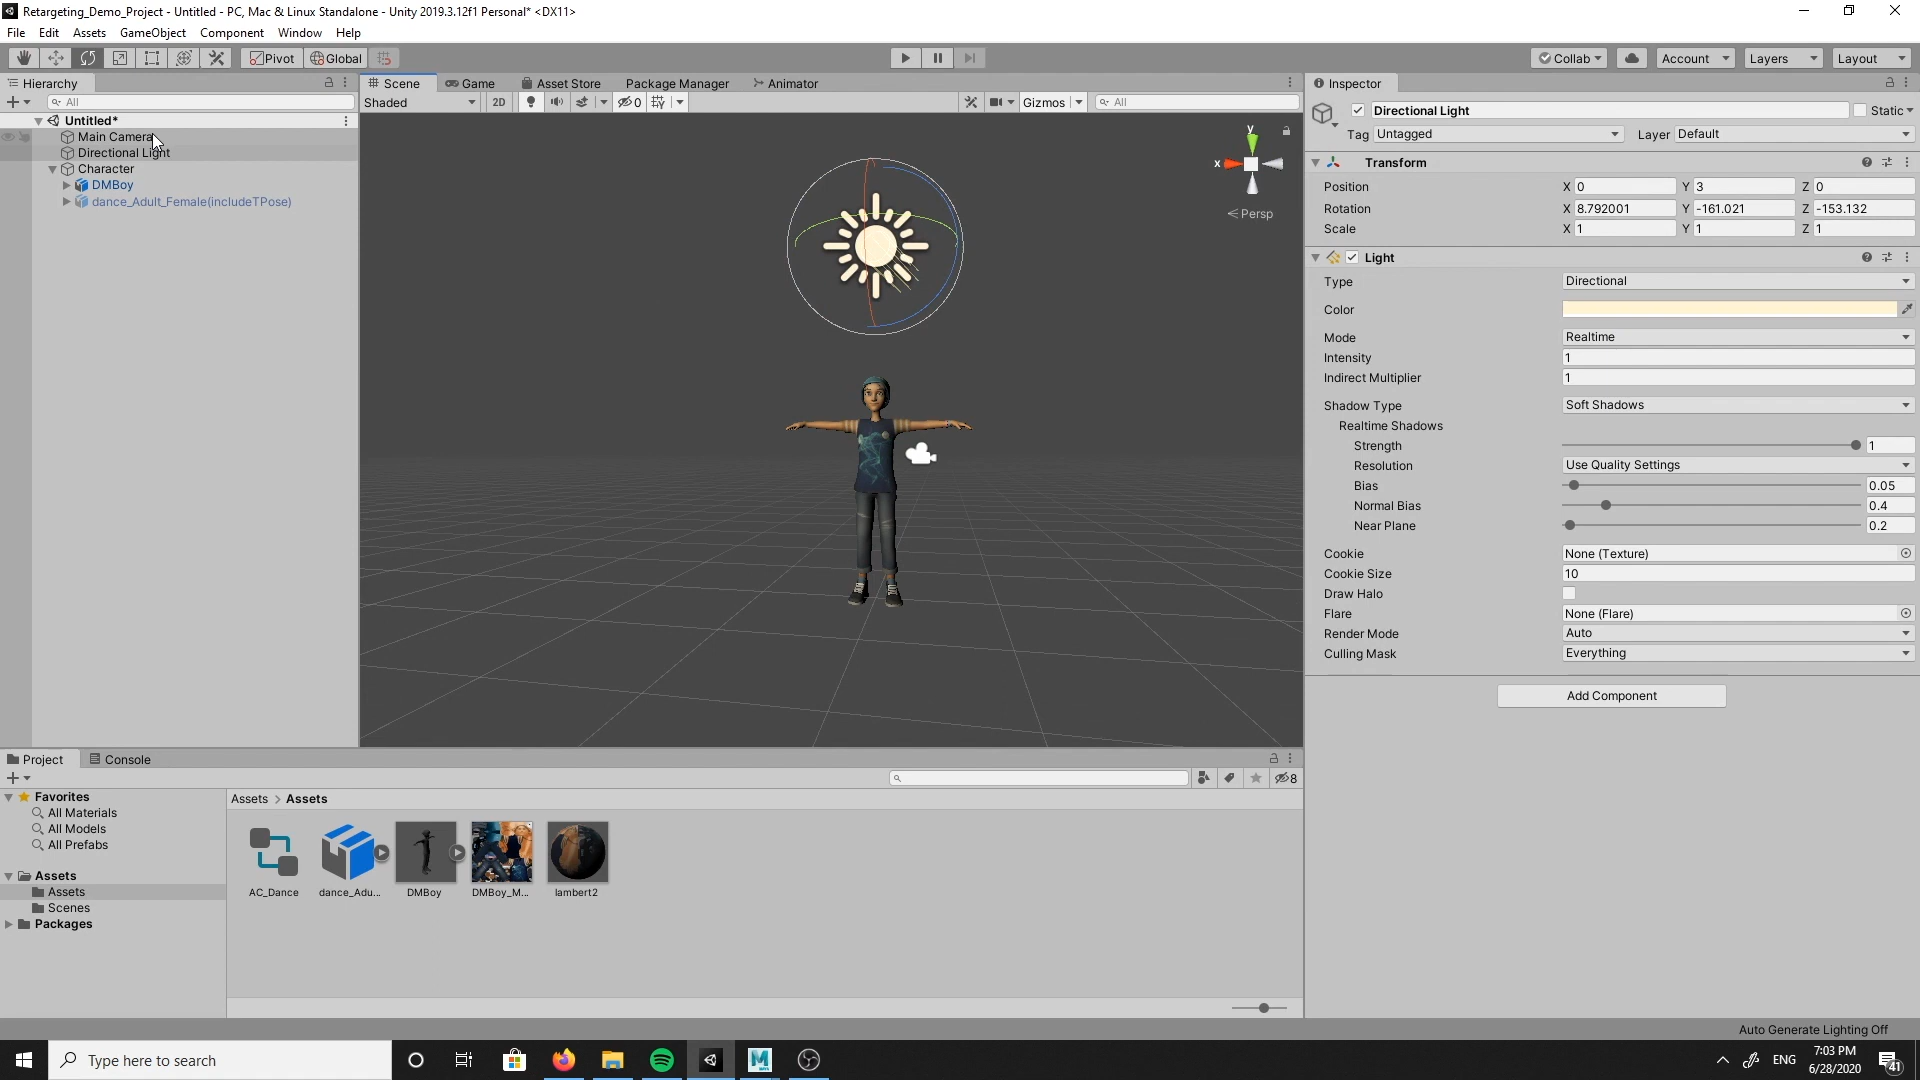 Retargeting_Demo_Project - Untitled - PC, Mac & Linux Standalone - Unity 2019.3.12f1 Personal* <DX11>
File Edit Assets GameObject Component Window Help
Pivot Global Collab Account Layers Layout
Hierarchy
All
Untitled*
Main Camera
Directional Light
Character
DMBoy
dance_Adult_Female(includeTPose)
Scene Game Asset Store Package Manager Animator
Shaded 2D 0 Gizmos All
y
x
Persp
Inspector
Directional Light Static
Tag Untagged Layer Default
Transform
Position X 0 Y 3 Z 0
Rotation X 8.792001 Y -161.021 Z -153.132
Scale X 1 Y 1 Z 1
Light
Type Directional
Color
Mode Realtime
Intensity 1
Indirect Multiplier 1
Shadow Type Soft Shadows
Realtime Shadows
Strength 1
Resolution Use Quality Settings
Bias 0.05
Normal Bias 0.4
Near Plane 0.2
Cookie None (Texture)
Cookie Size 10
Draw Halo
Flare None (Flare)
Render Mode Auto
Culling Mask Everything
Add Component
Project Console
8
Favorites
All Materials
All Models
All Prefabs
Assets
Assets
Scenes
Packages
Assets > Assets
AC_Dance dance_Adu... DMBoy DMBoy_M... lambert2
Auto Generate Lighting Off
Type here to search
ENG
7:03 PM
6/28/2020
41